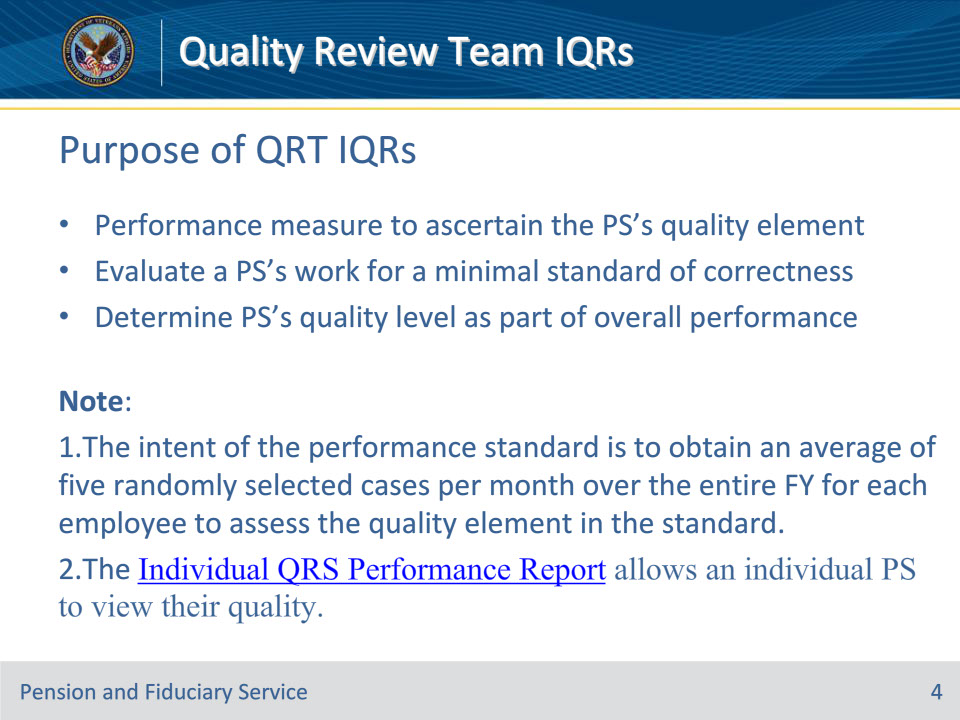 Quality Review Team IQRs
Purpose of QRT IQRs
• Performance measure to ascertain the PS’s quality element
• Evaluate a PS’s work for a minimal standard of correctness
• Determine PS’s quality level as part of overall performance
Note:
1.The intent of the performance standard is to obtain an average of
five randomly selected cases per month over the entire FY for each
employee to assess the quality element in the standard.
2.The Individual QRS Performance Report allows an individual PS
to view their quality.
Pension and Fiduciary Service
4